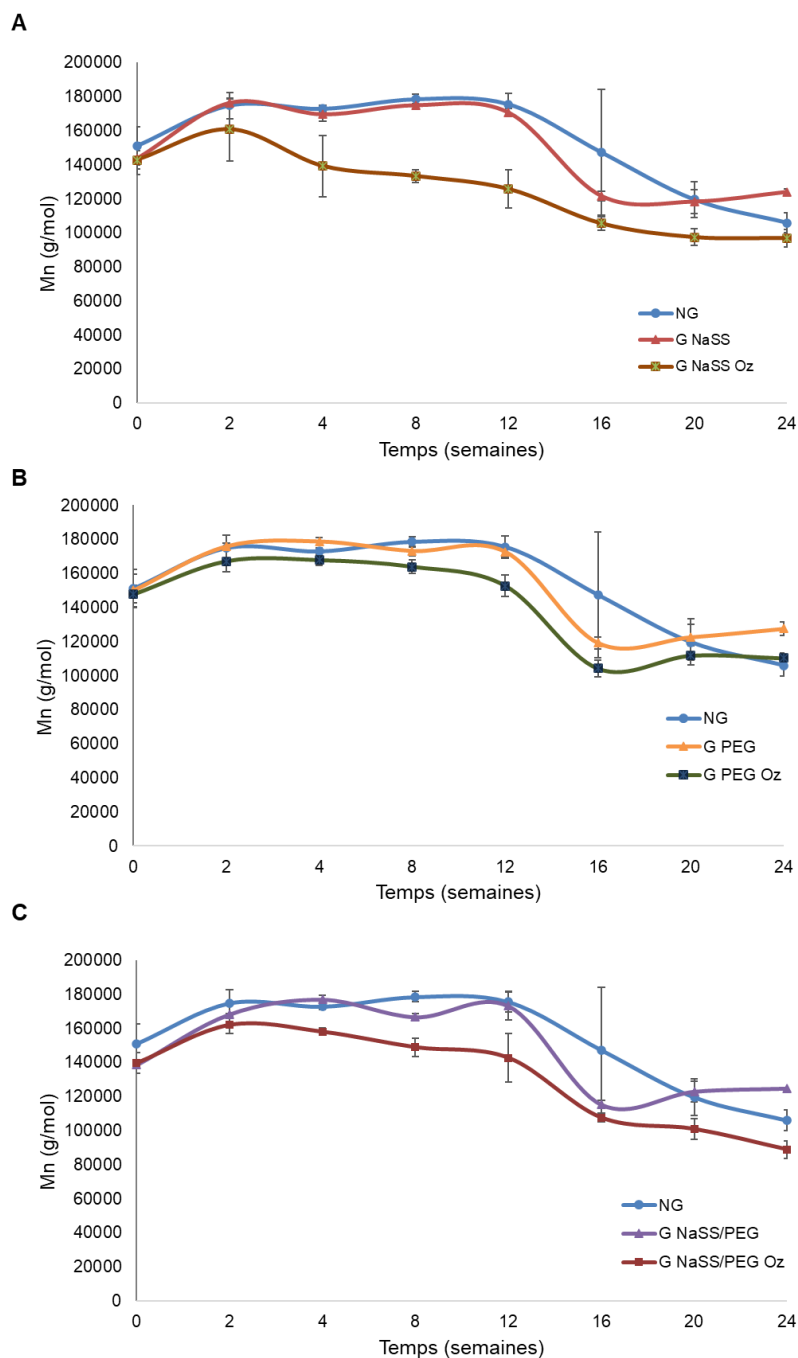 A
200000
180000
160000
140000
120000
100000
80000
60000
40000
20000
0
Mn (g/mol)
NG
G NaSS
G NaSS Oz
0 2 4 8 12 16 20 24
Temps (semaines)
B
200000
180000
160000
140000
120000
100000
80000
60000
40000
20000
0
Mn (g/mol)
NG
G PEG
G PEG Oz
0 2 4 8 12 16 20 24
Temps (semaines)
C
200000
180000
160000
140000
120000
100000
80000
60000
40000
20000
0
Mn (g/mol)
NG
G NaSS/PEG
G NaSS/PEG Oz
0 2 4 8 12 16 20 24
Temps (semaines)